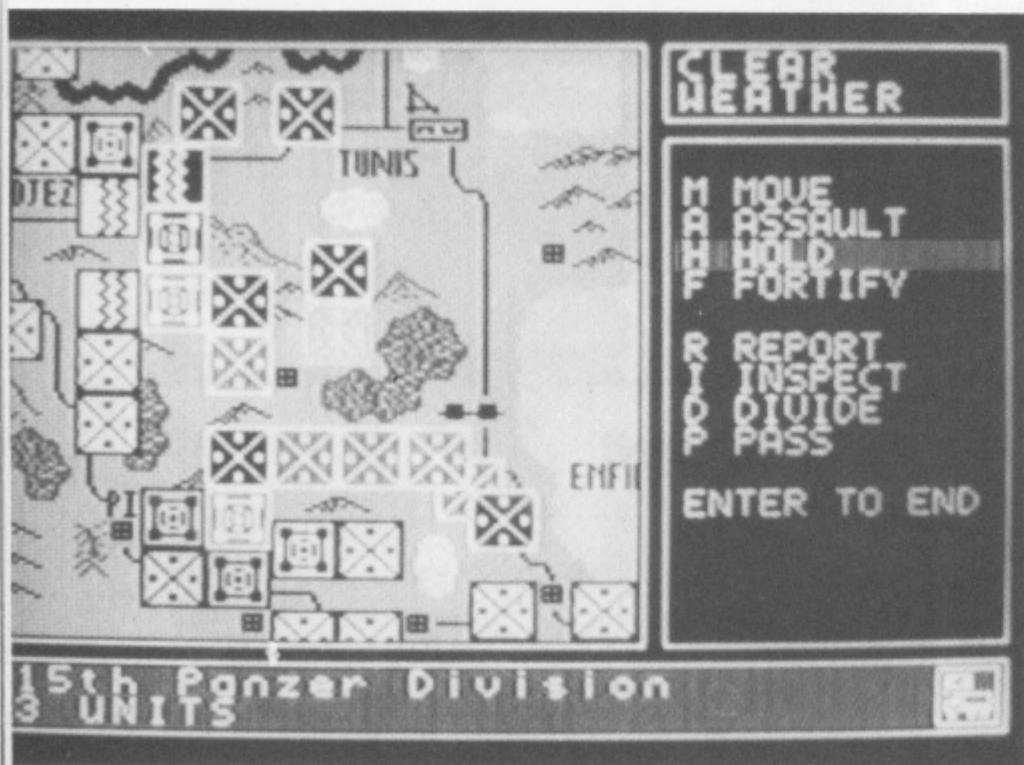 CLEAR
WEATHER
TUNIS
DJEZ
M MOVE
A ASSAULT
H HOLD
F FORTIFY
R REPORT
I INSPECT
D DIVIDE
P PASS
ENFI
PI
ENTER TO END
15th Panzer Division
3 UNITS